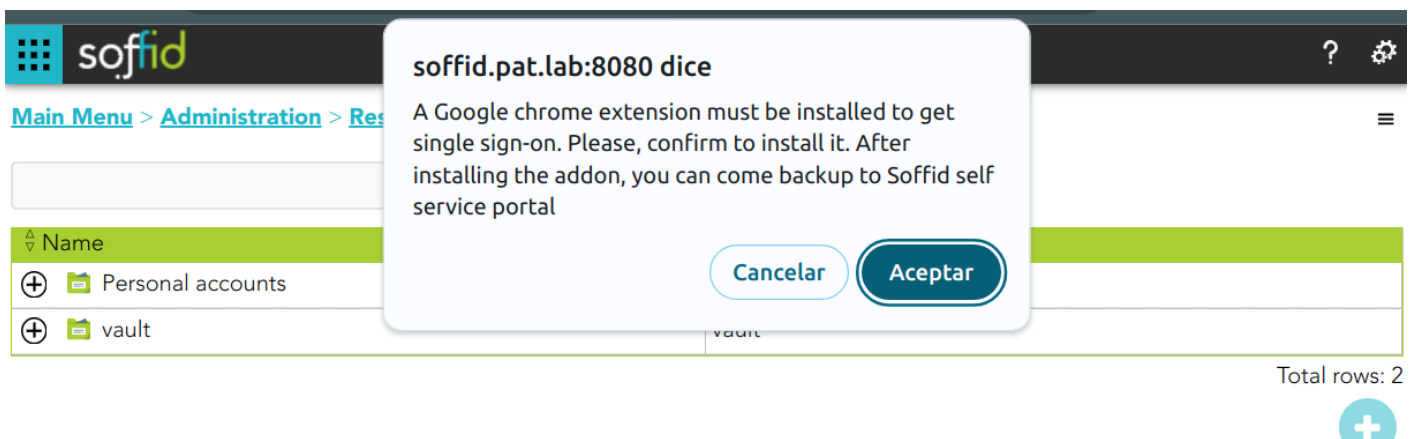 soffid
?
soffid.pat.lab:8080 dice
A Google chrome extension must be installed to get
single sign-on. Please, confirm to install it. After
installing the addon, you can come backup to Soffid self
service portal
Cancelar
Aceptar
Main Menu > Administration > Res
Name
Personal accounts
vault
vault
Total rows: 2